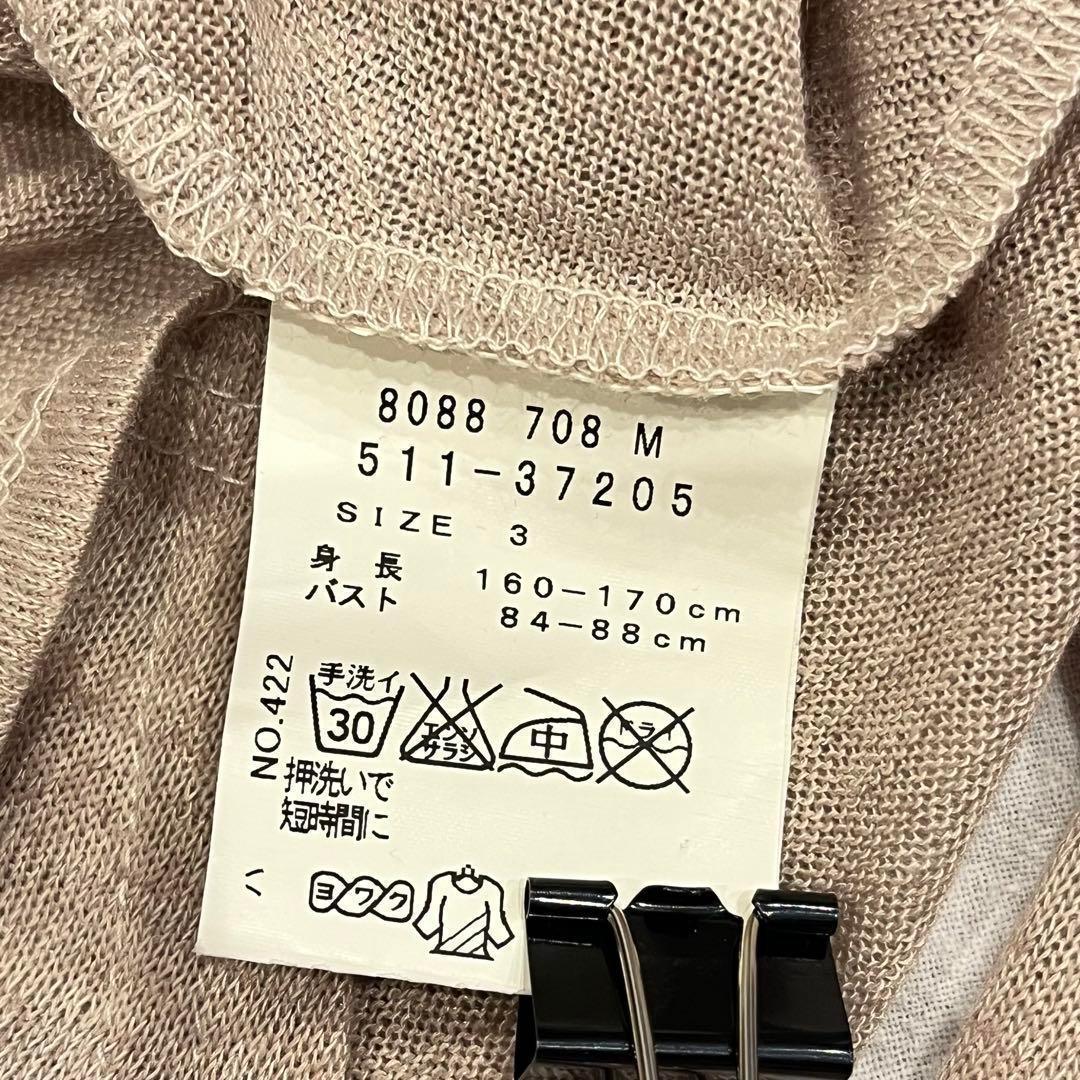 8088 708 M
511-37205
SIZE 3
身長 160-170cm
バスト 84-88cm
手洗イ
30
エンソ
サラシ
中
ドライ
NO.422
押洗いで
短時間に
ハ
ヨワク